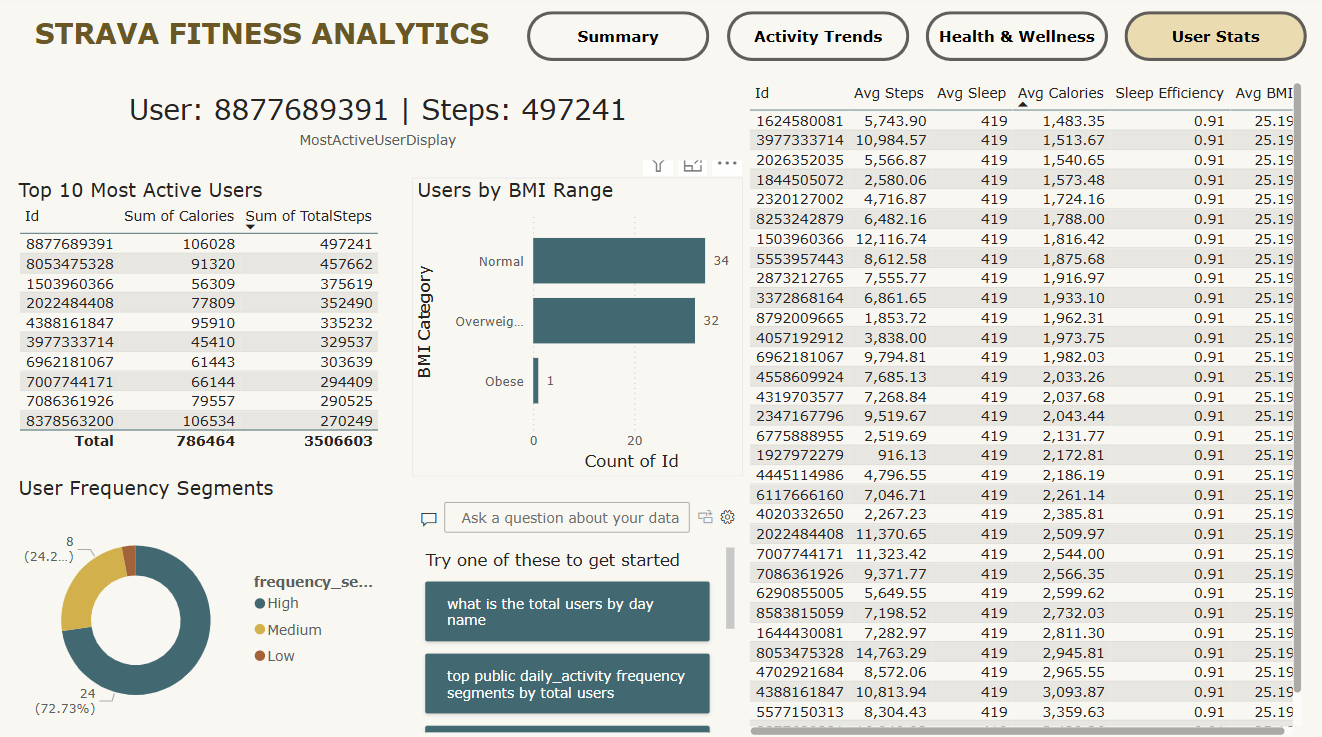 STRAVA FITNESS ANALYTICS
Summary
Activity Trends
Health & Wellness
User Stats
User: 8877689391 | Steps: 497241
MostActiveUserDisplay
Top 10 Most Active Users
Id Sum of Calories Sum of TotalSteps
8877689391 106028 497241
8053475328 91320 457662
1503960366 56309 375619
2022484408 77809 352490
4388161847 95910 335232
3977333714 45410 329537
6962181067 61443 303639
7007744171 66144 294409
7086361926 79557 290525
8378563200 106534 270249
Total 786464 3506603
Users by BMI Range
BMI Category
Normal 34
Overweig... 32
Obese 1
0 20
Count of Id
User Frequency Segments
8
(24.2...)
24
(72.73%)
frequency_se...
High
Medium
Low
Ask a question about your data
Try one of these to get started
what is the total users by day
name
top public daily_activity frequency
segments by total users
Id Avg Steps Avg Sleep Avg Calories Sleep Efficiency Avg BMI
1624580081 5,743.90 419 1,483.35 0.91 25.19
3977333714 10,984.57 419 1,513.67 0.91 25.19
2026352035 5,566.87 419 1,540.65 0.91 25.19
1844505072 2,580.06 419 1,573.48 0.91 25.19
2320127002 4,716.87 419 1,724.16 0.91 25.19
8253242879 6,482.16 419 1,788.00 0.91 25.19
1503960366 12,116.74 419 1,816.42 0.91 25.19
5553957443 8,612.58 419 1,875.68 0.91 25.19
2873212765 7,555.77 419 1,916.97 0.91 25.19
3372868164 6,861.65 419 1,933.10 0.91 25.19
8792009665 1,853.72 419 1,962.31 0.91 25.19
4057192912 3,838.00 419 1,973.75 0.91 25.19
6962181067 9,794.81 419 1,982.03 0.91 25.19
4558609924 7,685.13 419 2,033.26 0.91 25.19
4319703577 7,268.84 419 2,037.68 0.91 25.19
2347167796 9,519.67 419 2,043.44 0.91 25.19
6775888955 2,519.69 419 2,131.77 0.91 25.19
1927972279 916.13 419 2,172.81 0.91 25.19
4445114986 4,796.55 419 2,186.19 0.91 25.19
6117666160 7,046.71 419 2,261.14 0.91 25.19
4020332650 2,267.23 419 2,385.81 0.91 25.19
2022484408 11,370.65 419 2,509.97 0.91 25.19
7007744171 11,323.42 419 2,544.00 0.91 25.19
7086361926 9,371.77 419 2,566.35 0.91 25.19
6290855005 5,649.55 419 2,599.62 0.91 25.19
8583815059 7,198.52 419 2,732.03 0.91 25.19
1644430081 7,282.97 419 2,811.30 0.91 25.19
8053475328 14,763.29 419 2,945.81 0.91 25.19
4702921684 8,572.06 419 2,965.55 0.91 25.19
4388161847 10,813.94 419 3,093.87 0.91 25.19
5577150313 8,304.43 419 3,359.63 0.91 25.19